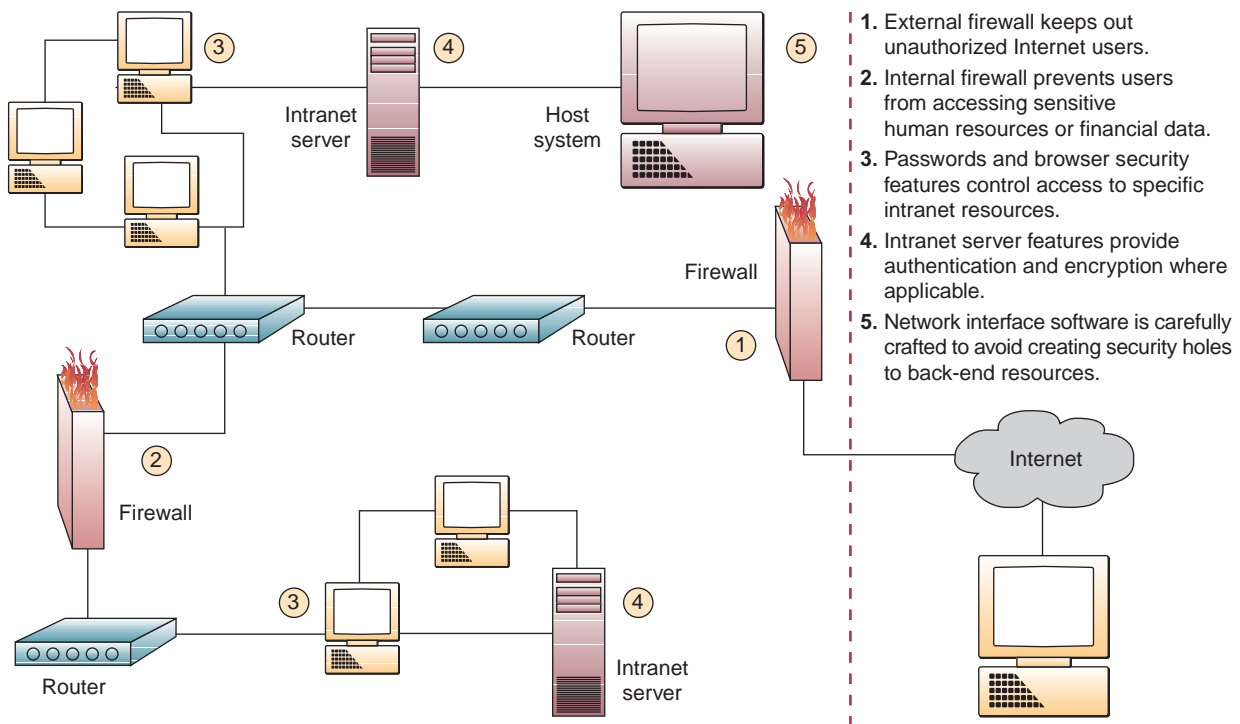 3
4
5
Intranet
server
Host
system
Firewall
Router
Router
1
2
Firewall
3
4
Router
Intranet
server
1. External firewall keeps out
unauthorized Internet users.
2. Internal firewall prevents users
from accessing sensitive
human resources or financial data.
3. Passwords and browser security
features control access to specific
intranet resources.
4. Intranet server features provide
authentication and encryption where
applicable.
5. Network interface software is carefully
crafted to avoid creating security holes
to back-end resources.
Internet